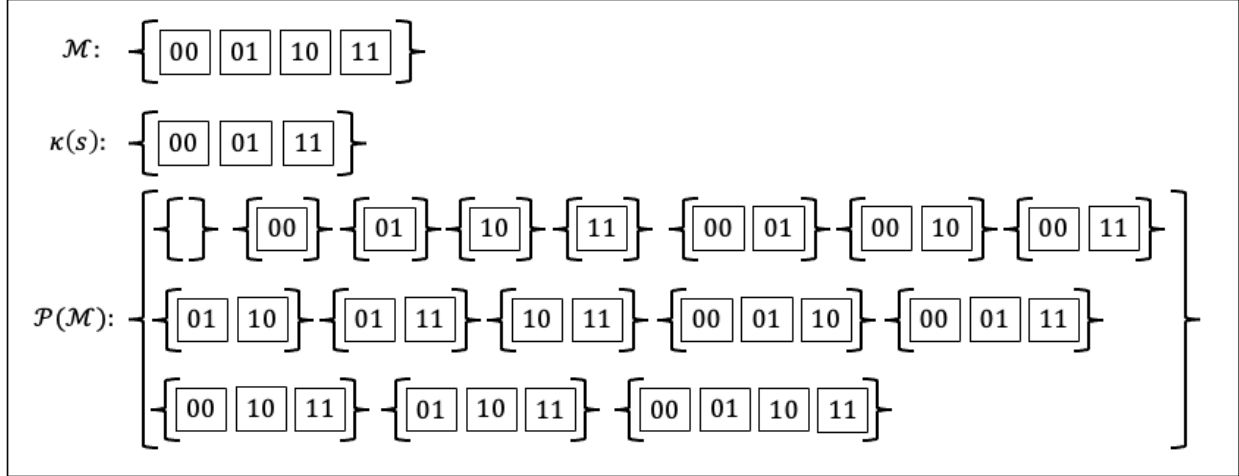 ℳ: { 00 01 10 11 }
κ(s): { 00 01 11 }
{ { } { 00 } { 01 } { 10 } { 11 } { 00 01 } { 00 10 } { 00 11 }
𝒫(ℳ): { 01 10 } { 01 11 } { 10 11 } { 00 01 10 } { 00 01 11 }
{ 00 10 11 } { 01 10 11 } { 00 01 10 11 } }